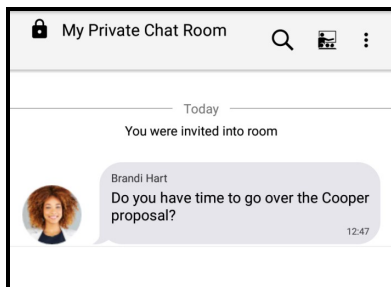 My Private Chat Room
Today
You were invited into room
Brandi Hart
Do you have time to go over the Cooper
proposal?
12:47